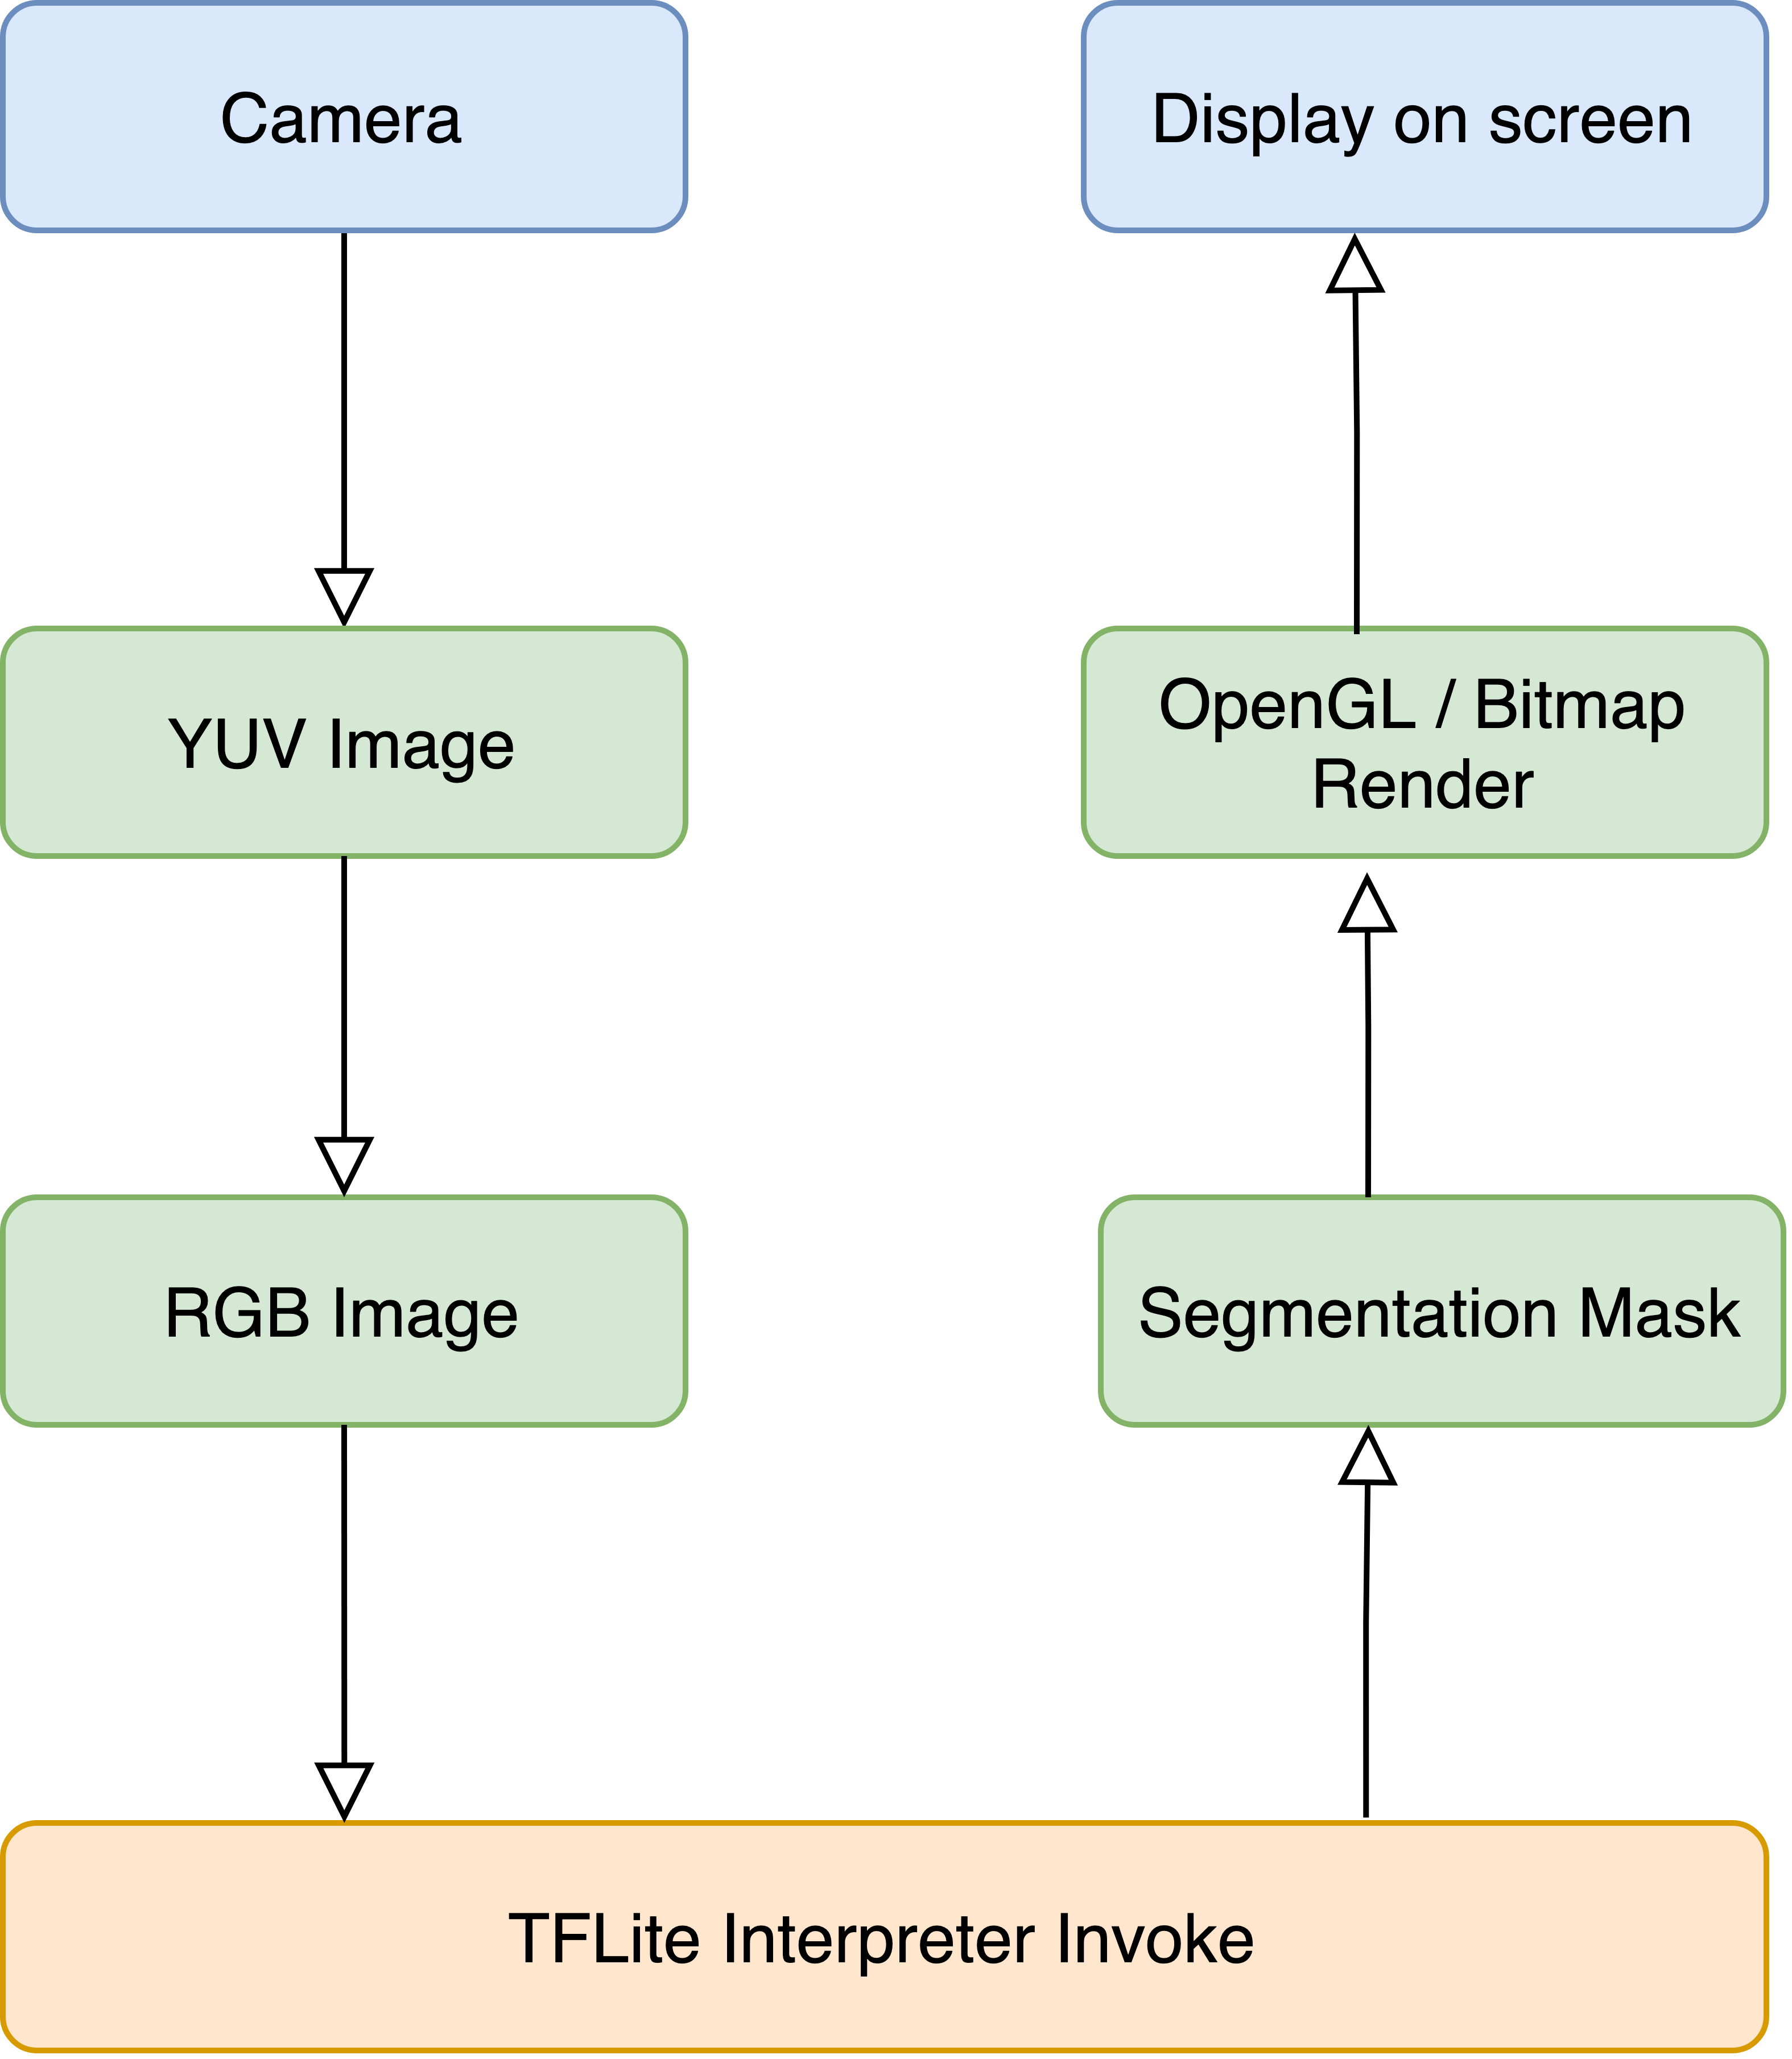 Camera
Display on screen
YUV Image
OpenGL / Bitmap
Render
RGB Image
Segmentation Mask
TFLite Interpreter Invoke